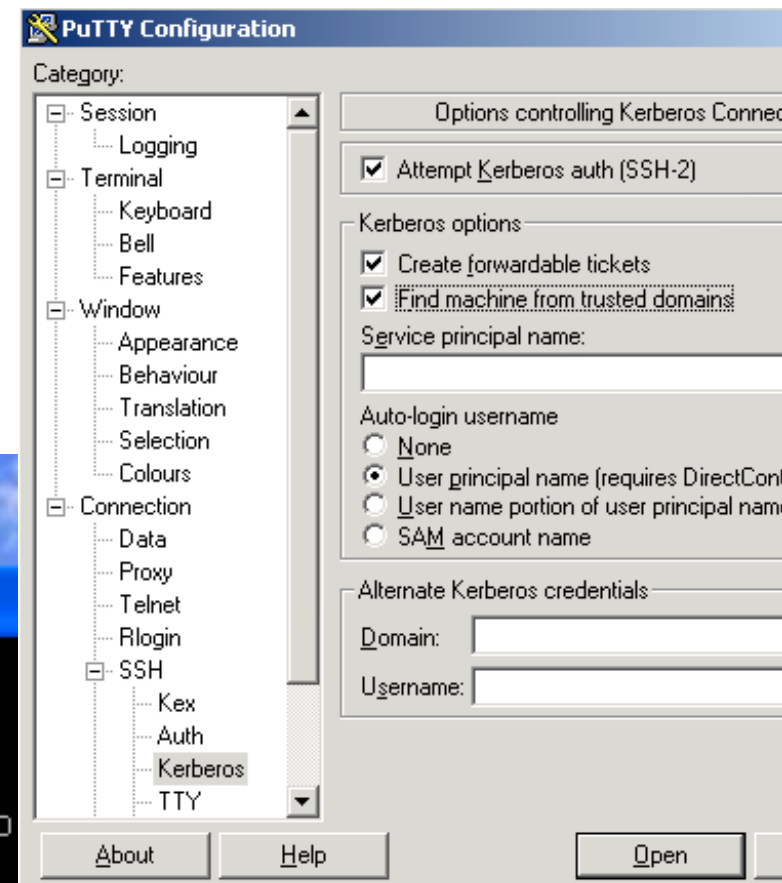 PuTTY Configuration
Category:
Session
Logging
Terminal
Keyboard
Bell
Features
Window
Appearance
Behaviour
Translation
Selection
Colours
Connection
Data
Proxy
Telnet
Rlogin
SSH
Kex
Auth
Kerberos
TTY
Options controlling Kerberos Connec
Attempt Kerberos auth (SSH-2)
Kerberos options
Create forwardable tickets
Find machine from trusted domains
Service principal name:
Auto-login username
None
User principal name (requires DirectCont
User name portion of user principal name
SAM account name
Alternate Kerberos credentials
Domain:
Username:
About
Help
Open